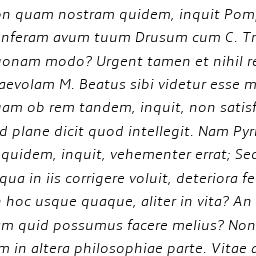 n quam nostram quidem, inquit Pom
nferam avum tuum Drusum cum C. Tr
onam modo? Urgent tamen et nihil re
aevolam M. Beatus sibi videtur esse m
am ob rem tandem, inquit, non satisf
d plane dicit quod intellegit. Nam Pyr
quidem, inquit, vehementer errat; Sed
qua in iis corrigere voluit, deteriora fe
hoc usque quaque, aliter in vita? An
m quid possumus facere melius? Non
m in altera philosophiae parte. Vitae